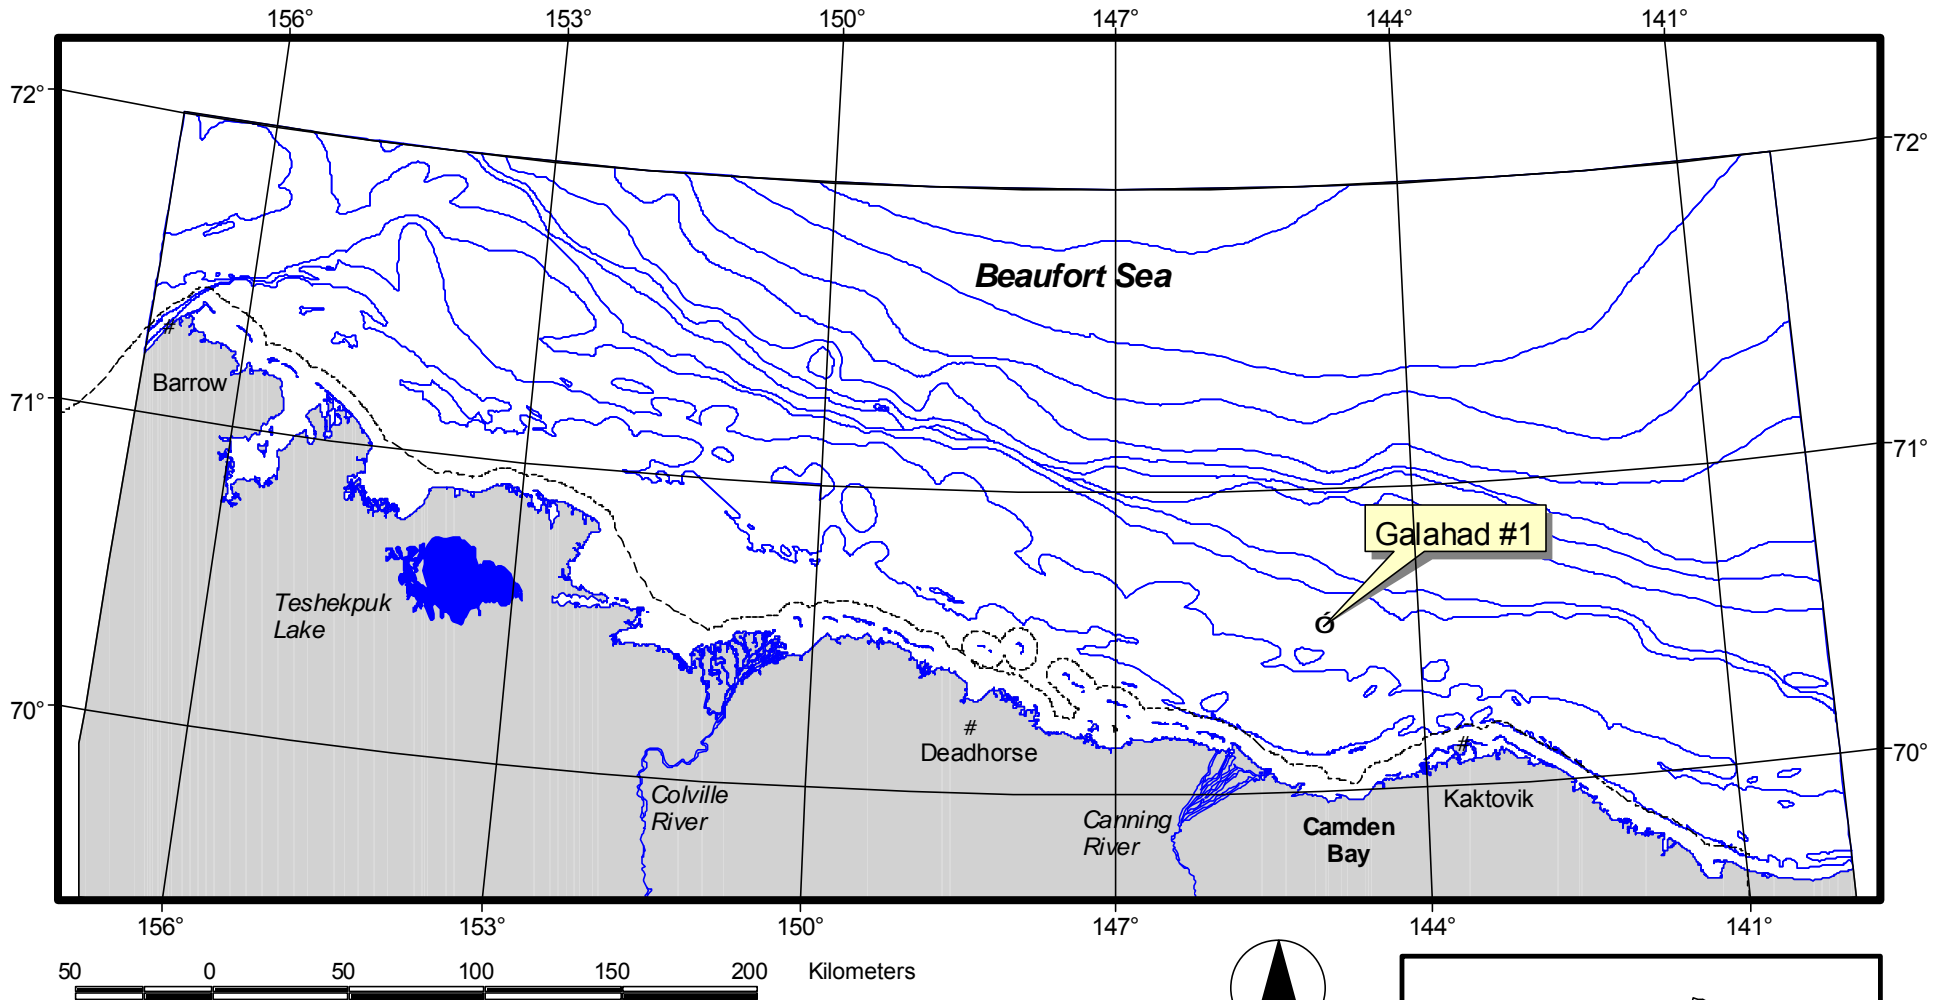 156° 153° 150° 147° 144° 141°
72°
72°
Beaufort Sea
Barrow
71°
71°
Galahad #1
Teshekpuk
Lake
70°
70°
#
Deadhorse
Colville
River
Canning
River
Camden
Bay
Kaktovik
156° 153° 150° 147° 144° 141°
50 0 50 100 150 200 Kilometers